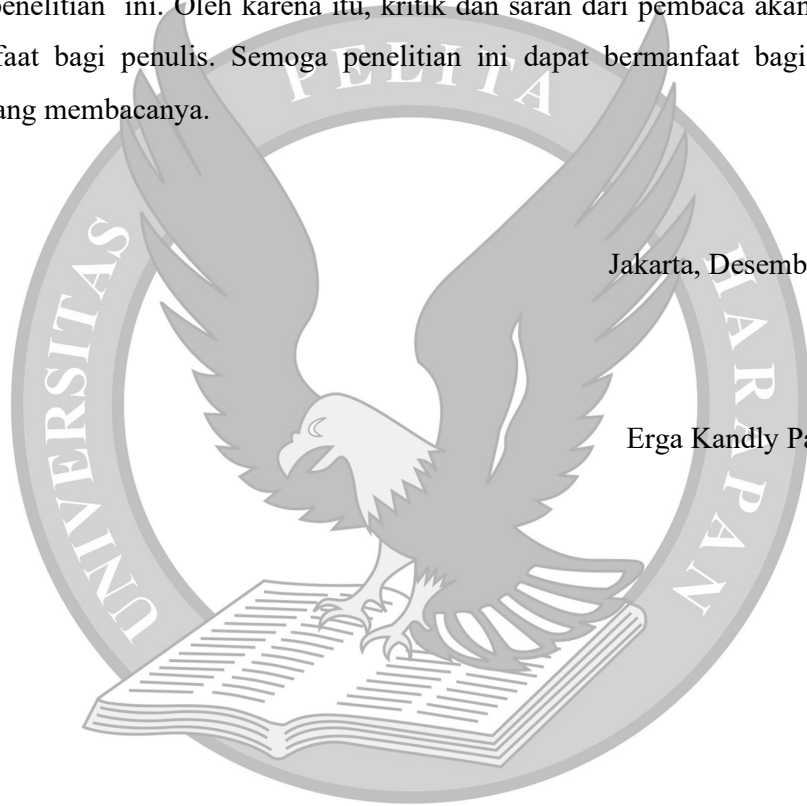 penelitian ini. Oleh karena itu, kritik dan saran dari pembaca akan
faat bagi penulis. Semoga penelitian ini dapat bermanfaat bagi
ang membacanya.
PELITA
UNIVERSITAS
HARAPAN
Jakarta, Desemb
Erga Kandly Pa